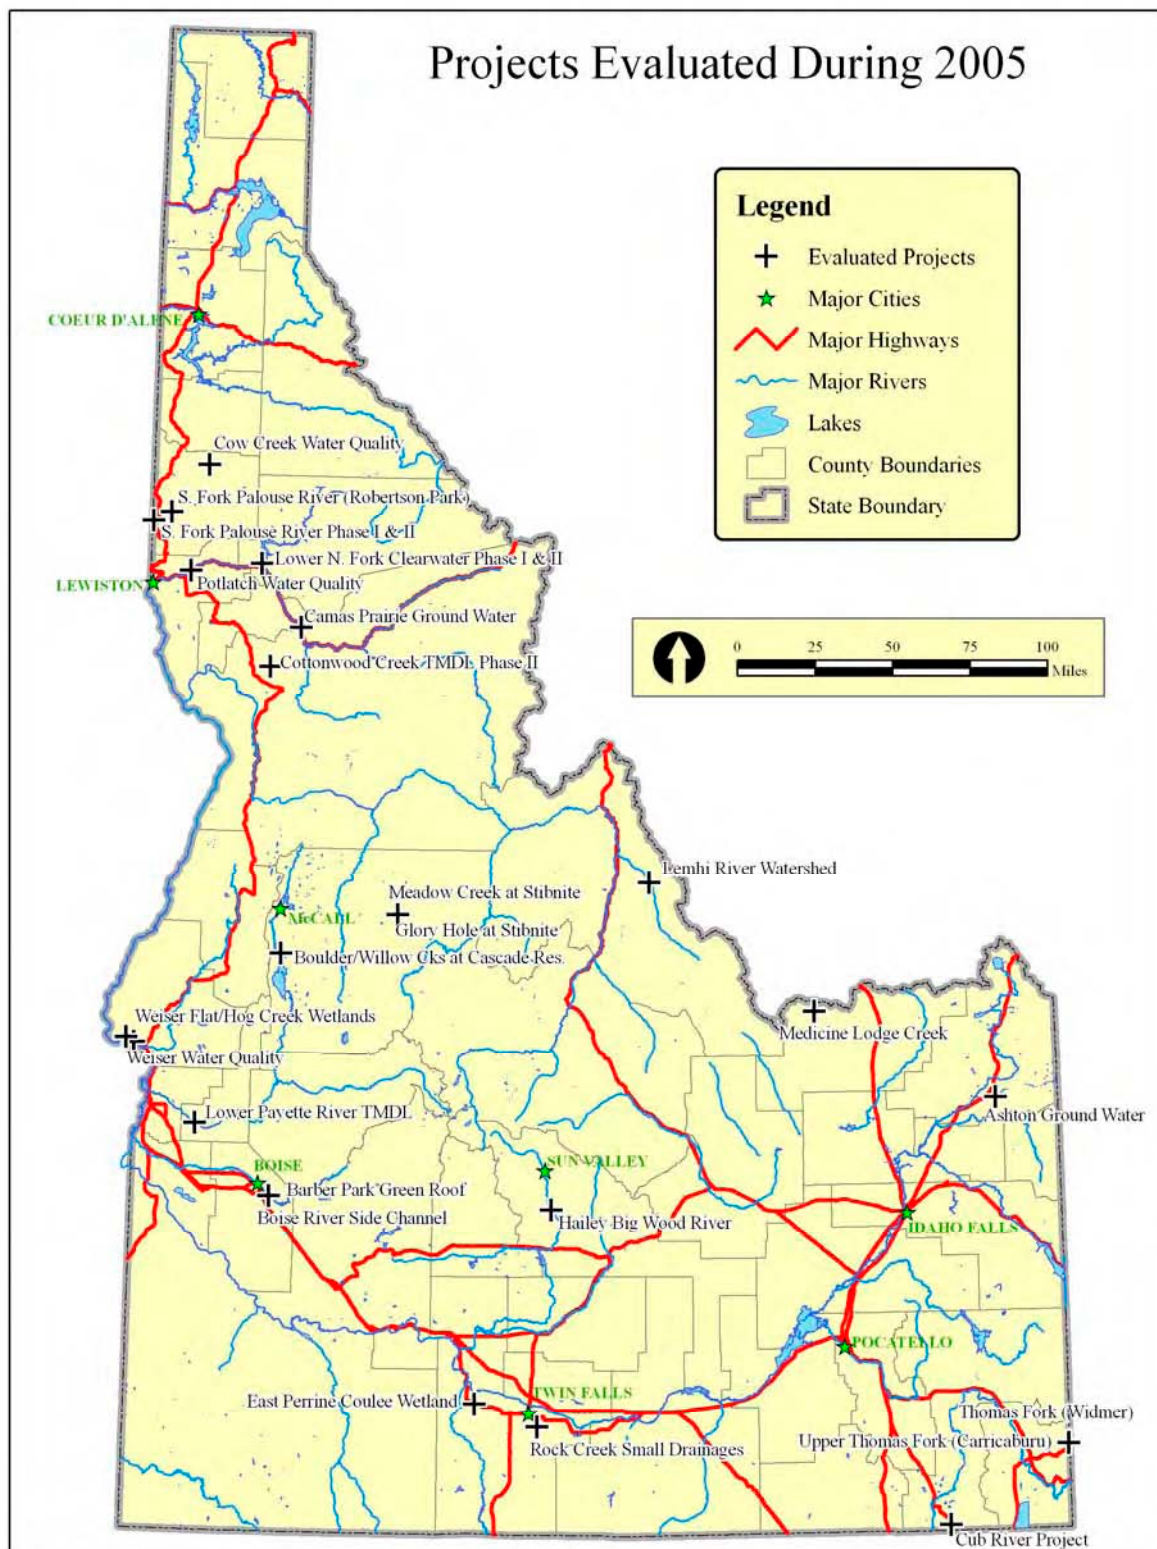 Projects Evaluated During 2005
Legend
Evaluated Projects
Major Cities
Major Highways
Major Rivers
Lakes
County Boundaries
State Boundary
COEUR D'ALENE
Cow Creek Water Quality
S. Fork Palouse River (Robertson Park)
S. Fork Palouse River Phase I & II
Lower N. Fork Clearwater Phase I & II
LEWISTON
Potlatch Water Quality
Camas Prairie Ground Water
Cottonwood Creek TMDL Phase II
0 25 50 75 100
Miles
Lemhi River Watershed
Meadow Creek at Stibnite
McCALL
Glory Hole at Stibnite
Boulder/Willow Cks at Cascade Res.
Weiser Flat/Hog Creek Wetlands
Medicine Lodge Creek
Weiser Water Quality
Lower Payette River TMDL
Ashton Ground Water
BOISE
SUN VALLEY
Barber Park Green Roof
Boise River Side Channel
Hailey Big Wood River
IDAHO FALLS
POCATELLO
TWIN FALLS
East Perrine Coulee Wetland
Thomas Fork (Widmer)
Upper Thomas Fork (Carricaburu)
Rock Creek Small Drainages
Cub River Project